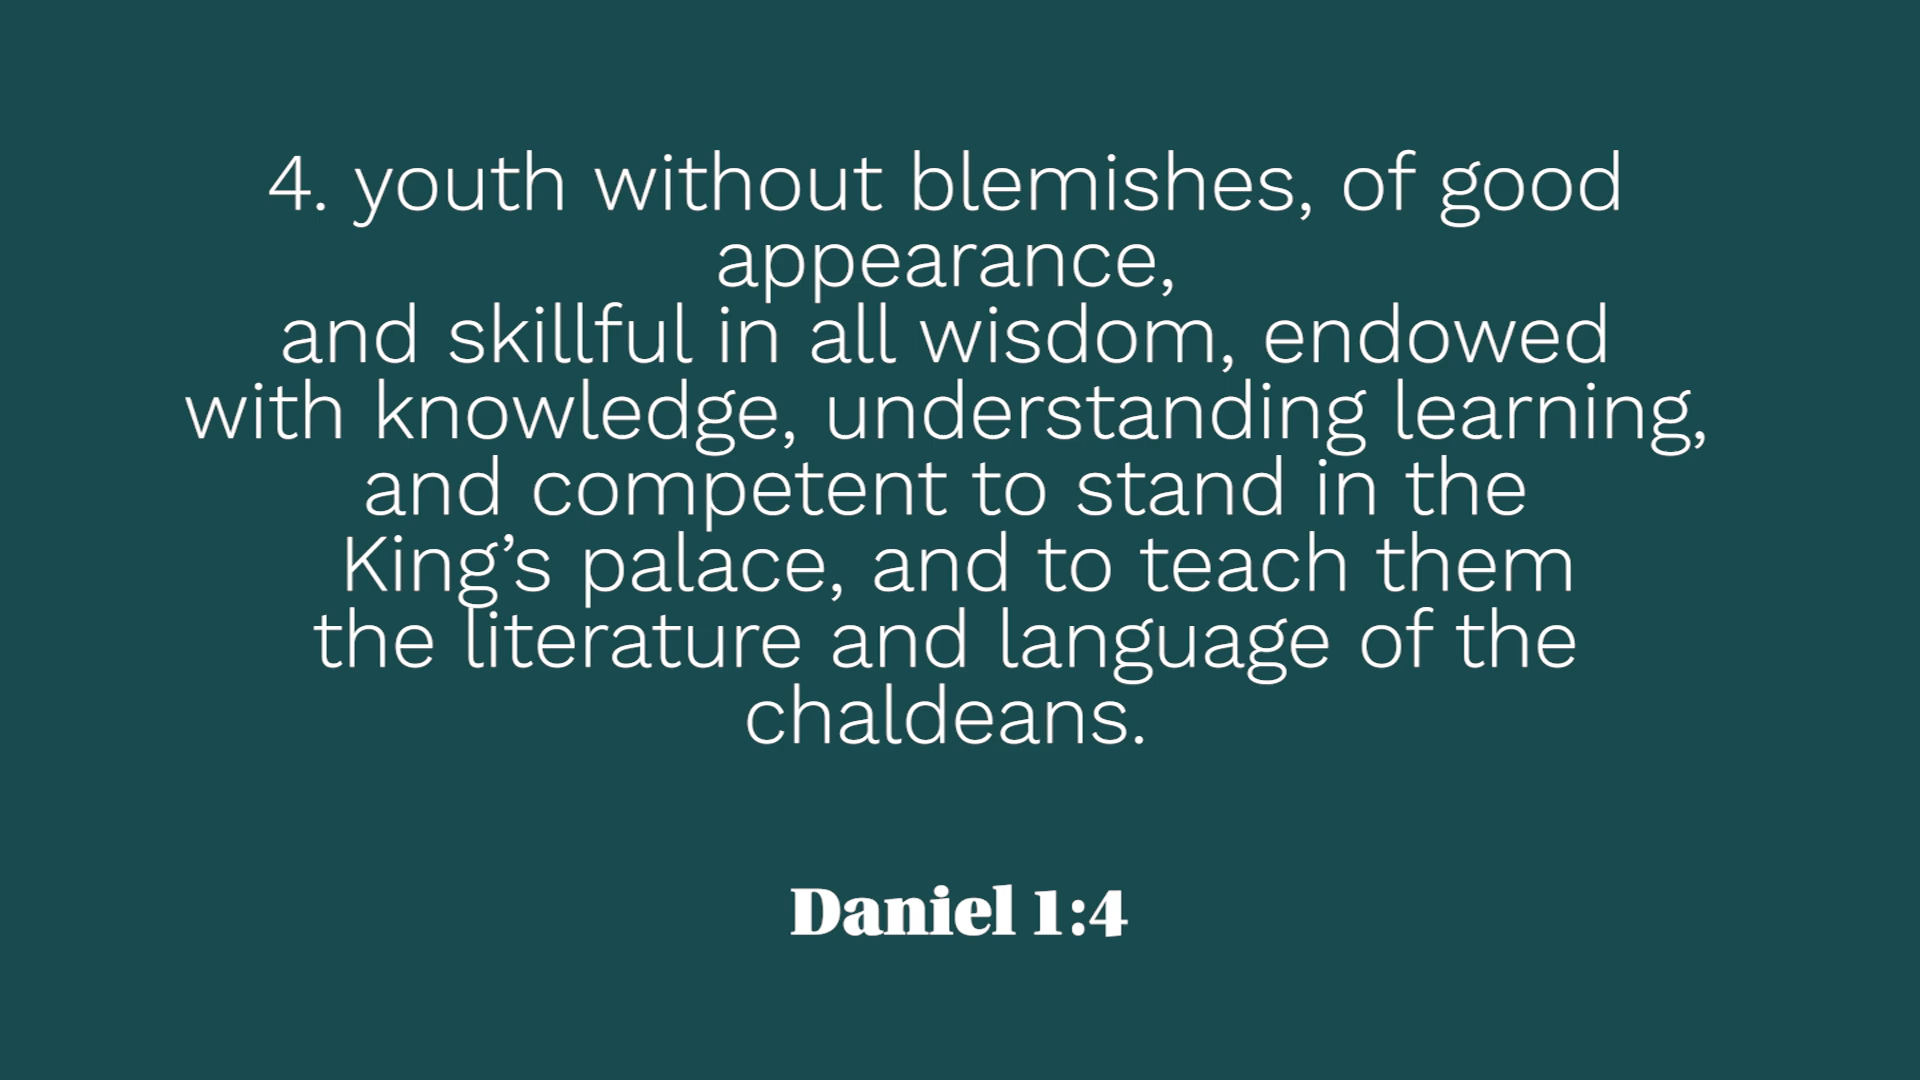 4. youth without blemishes, of good
appearance,
and skillful in all wisdom, endowed
with knowledge, understanding learning,
and competent to stand in the
King’s palace, and to teach them
the literature and language of the
chaldeans.
Daniel 1:4